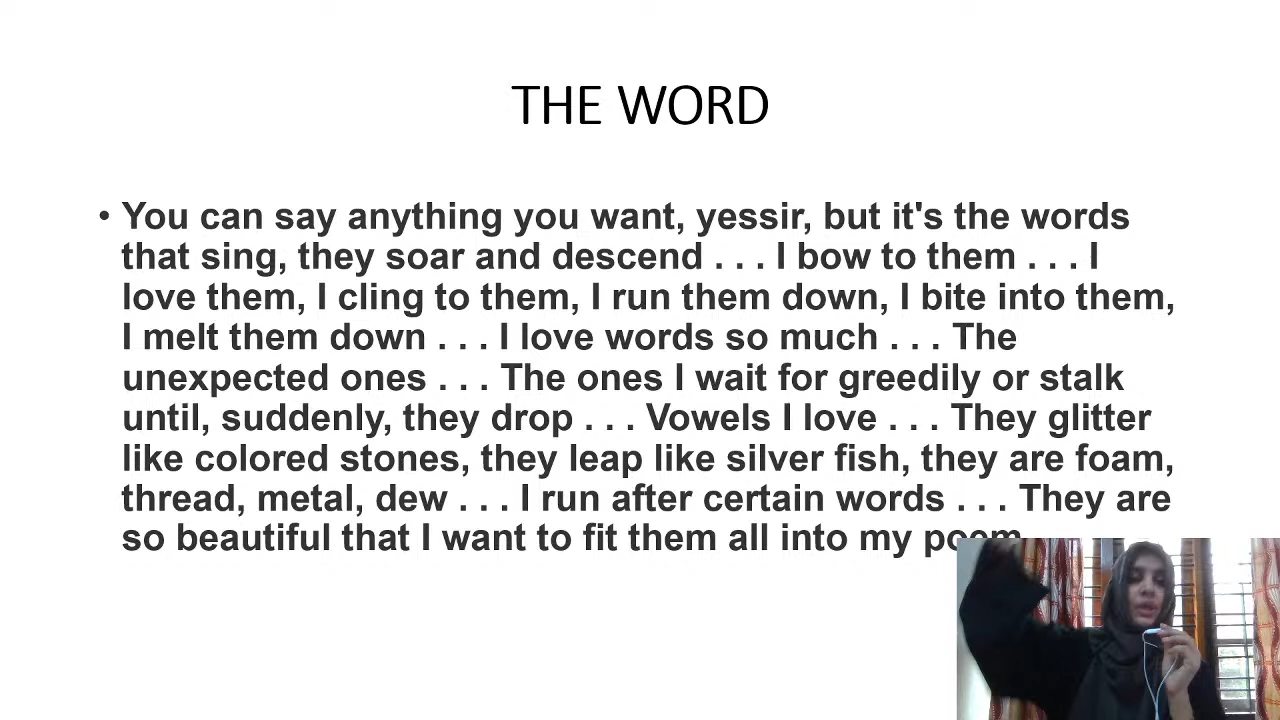 THE WORD
• You can say anything you want, yessir, but it's the words
that sing, they soar and descend . . . I bow to them . . . I
love them, I cling to them, I run them down, I bite into them,
I melt them down . . . I love words so much . . . The
unexpected ones . . . The ones I wait for greedily or stalk
until, suddenly, they drop . . . Vowels I love . . . They glitter
like colored stones, they leap like silver fish, they are foam,
thread, metal, dew . . . I run after certain words . . . They are
so beautiful that I want to fit them all into my poem